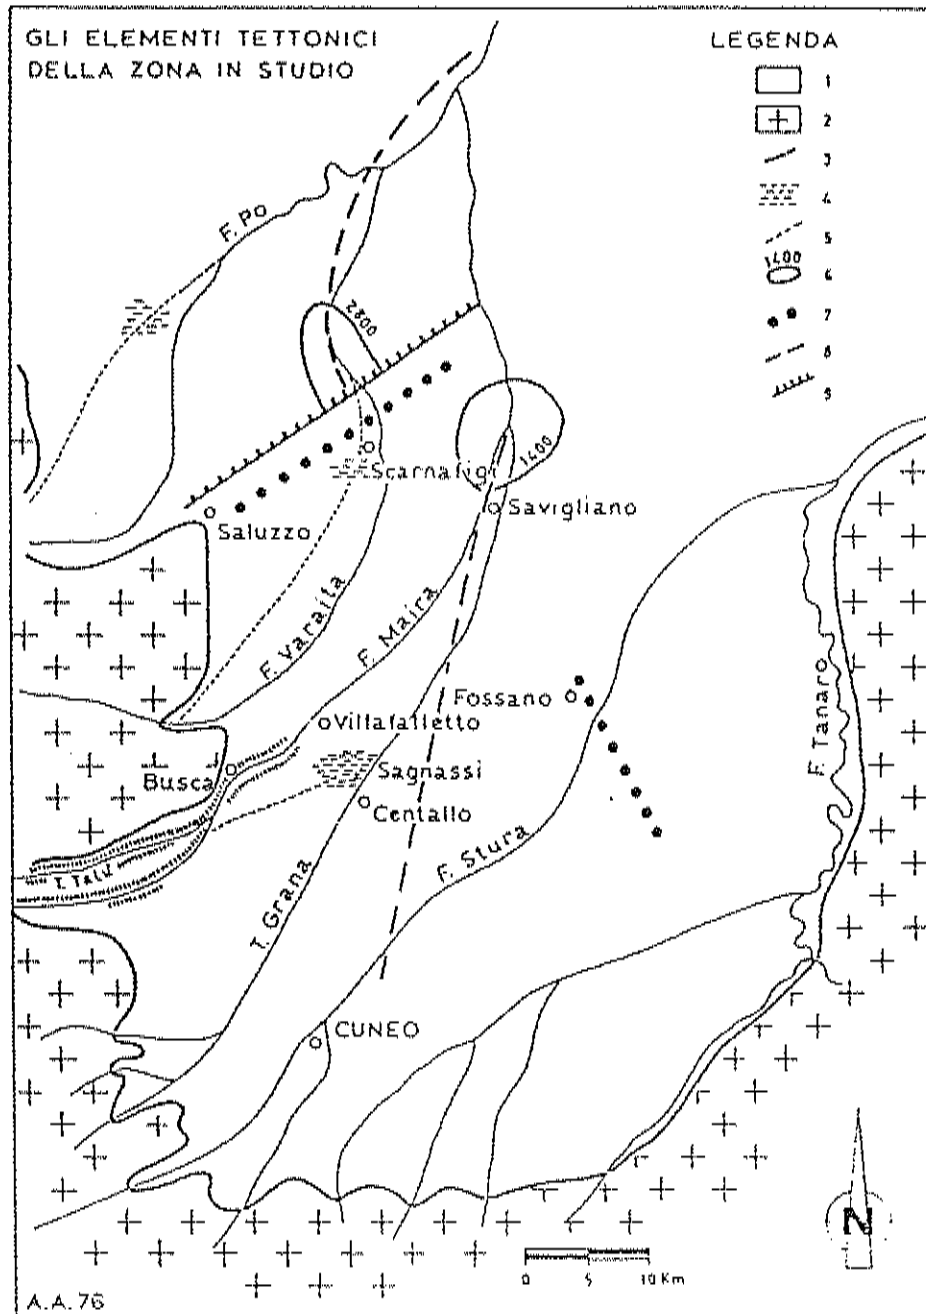 GLI ELEMENTI TETTONICI
DELLA ZONA IN STUDIO
LEGENDA
1
2
3
4
5
1400
6
7
8
9
F. Po
2200
1400
Scarnafigi
Savigliano
Saluzzo
F. Varaita
F. Maira
Fossano
F. Tanaro
Villafalletto
Busca
Sagnassi
Centallo
F. Stura
T. Grana
CUNEO
N
0 5 10 Km
A.A. 76